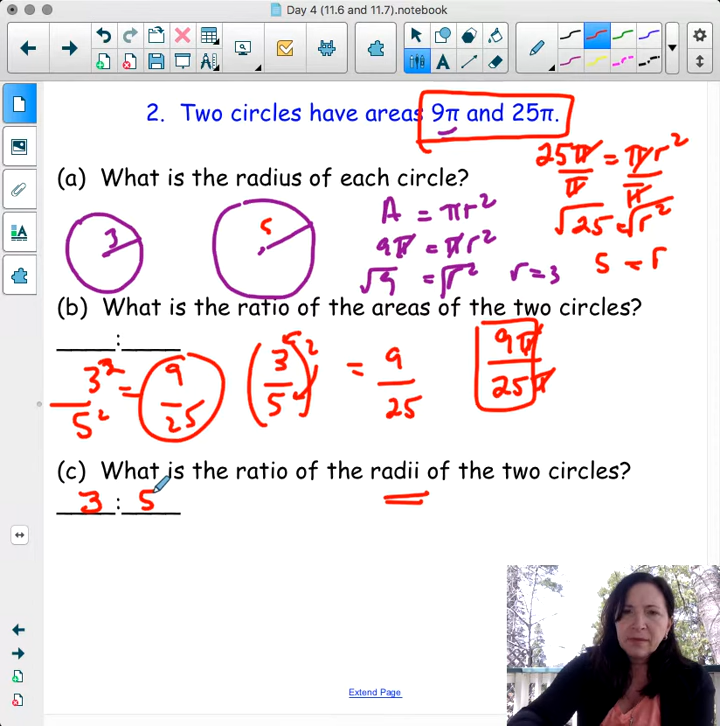 Day 4 (11.6 and 11.7).notebook
2. Two circles have areas 9π and 25π.
25π = πr²
π π
√25 = √r²
5 = r
(a) What is the radius of each circle?
3
5
A = πr²
9π = πr²
√9 = √r² r=3
(b) What is the ratio of the areas of the two circles?
____:____
3² = 9
5² 25
(3/5)² = 9/25
9π
25π
(c) What is the ratio of the radii of the two circles?
3 : 5
Extend Page